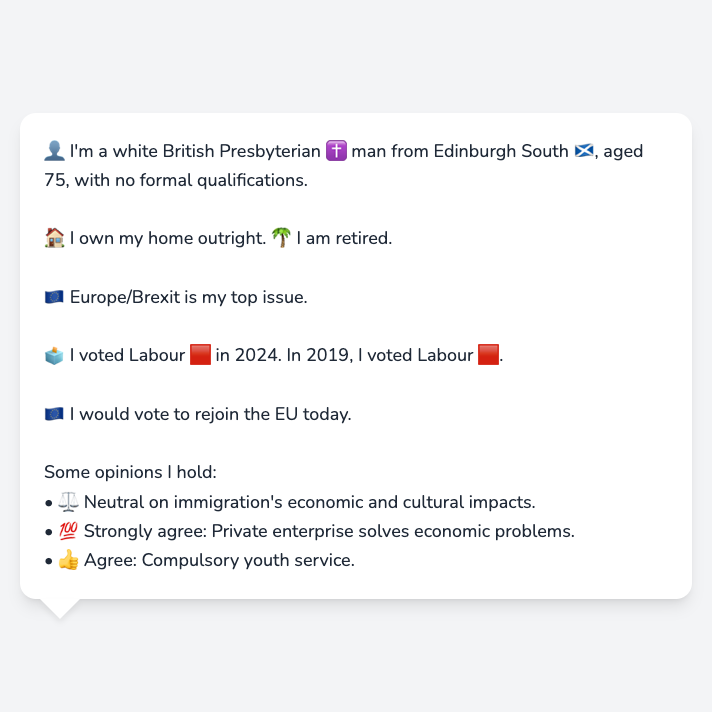 👤 I'm a white British Presbyterian ✝️ man from Edinburgh South 🏴󠁧󠁢󠁳󠁣󠁴󠁿, aged
75, with no formal qualifications.
🏠 I own my home outright. 🌴 I am retired.
🇪🇺 Europe/Brexit is my top issue.
🗳️ I voted Labour 🟥 in 2024. In 2019, I voted Labour 🟥.
🇪🇺 I would vote to rejoin the EU today.
Some opinions I hold:
• ⚖️ Neutral on immigration's economic and cultural impacts.
• 💯 Strongly agree: Private enterprise solves economic problems.
• 👍 Agree: Compulsory youth service.